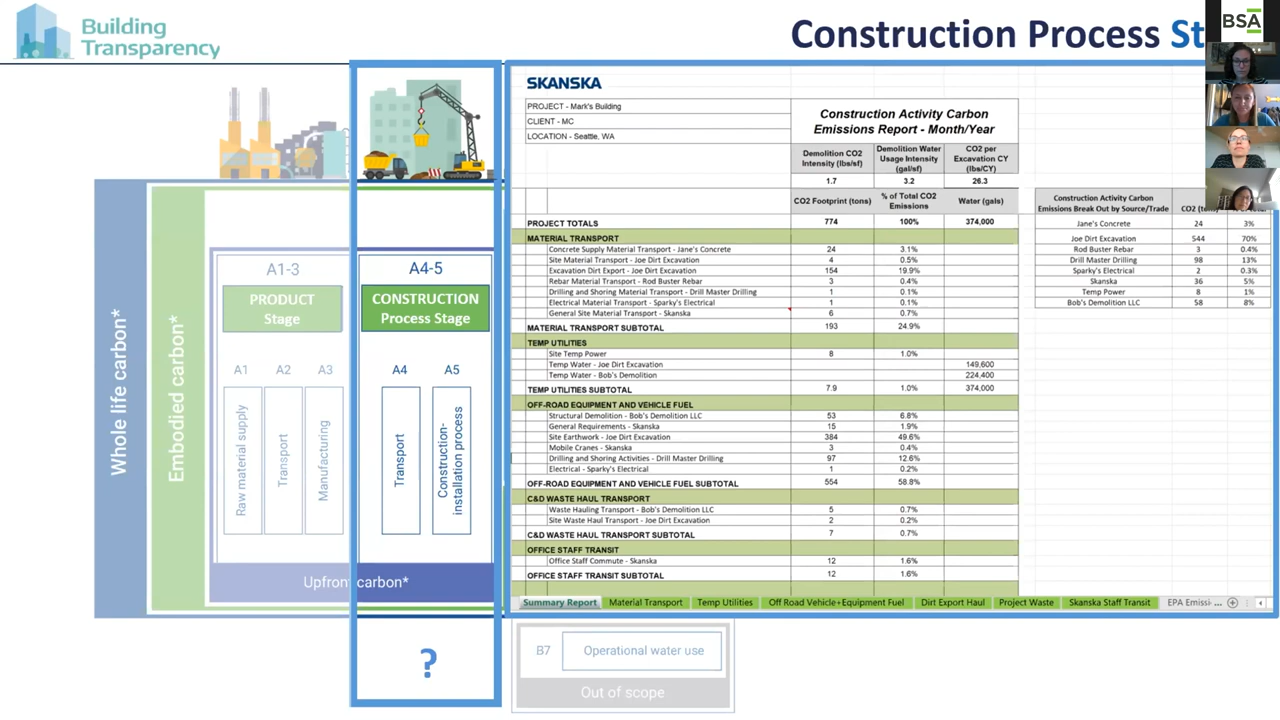 Building
Transparency
Construction Process St
BSA
SKANSKA
PROJECT - Mark's Building
CLIENT - MC
LOCATION - Seattle, WA
Construction Activity Carbon
Emissions Report - Month/Year
Demolition CO2 Intensity (lbs/sf) Demolition Water Usage Intensity (gal/sf) CO2 per Excavation CY (lbs/CY)
1.7 3.2 26.3
CO2 Footprint (tons) % of Total CO2 Emissions Water (gals)
PROJECT TOTALS 774 100% 374,000
MATERIAL TRANSPORT
Concrete Supply Material Transport - Jane's Concrete 24 3.1%
Site Material Transport - Joe Dirt Excavation 4 0.5%
Excavation Dirt Export - Joe Dirt Excavation 154 19.9%
Rebar Material Transport - Rod Buster Rebar 3 0.4%
Drilling and Shoring Material Transport - Drill Master Drilling 1 0.1%
Electrical Material Transport - Sparky's Electrical 1 0.1%
General Site Material Transport - Skanska 6 0.7%
MATERIAL TRANSPORT SUBTOTAL 193 24.9%
TEMP UTILITIES
Site Temp Power 8 1.0%
Temp Water - Joe Dirt Excavation 149,600
Temp Water - Bob's Demolition 224,400
TEMP UTILITIES SUBTOTAL 7.9 1.0% 374,000
OFF-ROAD EQUIPMENT AND VEHICLE FUEL
Structural Demolition - Bob's Demolition LLC 53 6.8%
General Requirements - Skanska 15 1.9%
Site Earthwork - Joe Dirt Excavation 384 49.6%
Mobile Cranes - Skanska 3 0.4%
Drilling and Shoring Activities - Drill Master Drilling 97 12.6%
Electrical - Sparky's Electrical 1 0.2%
OFF-ROAD EQUIPMENT AND VEHICLE FUEL SUBTOTAL 554 58.8%
C&D WASTE HAUL TRANSPORT
Waste Hauling Transport - Bob's Demolition LLC 5 0.7%
Site Waste Haul Transport - Joe Dirt Excavation 2 0.2%
C&D WASTE HAUL TRANSPORT SUBTOTAL 7 0.7%
OFFICE STAFF TRANSIT
Office Staff Commute - Skanska 12 1.6%
OFFICE STAFF TRANSIT SUBTOTAL 12 1.6%
Construction Activity Carbon
Emissions Break Out by Source/Trade CO2
Jane's Concrete 24 3%
Joe Dirt Excavation 544 70%
Rod Buster Rebar 3 0.4%
Drill Master Drilling 98 13%
Sparky's Electrical 2 0.3%
Skanska 36 5%
Temp Power 8 1%
Bob's Demolition LLC 58 8%
Summary Report Material Transport Temp Utilities Off Road Vehicle+Equipment Fuel Dirt Export Haul Project Waste Skanska Staff Transit EPA Emissi ...
Whole life carbon*
Embodied carbon*
A1-3
PRODUCT
Stage
A4-5
CONSTRUCTION
Process Stage
A1 A2 A3 A4 A5
Raw material supply
Transport
Manufacturing
Transport
Construction-
installation process
Upfront carbon*
?
B7 Operational water use
Out of scope